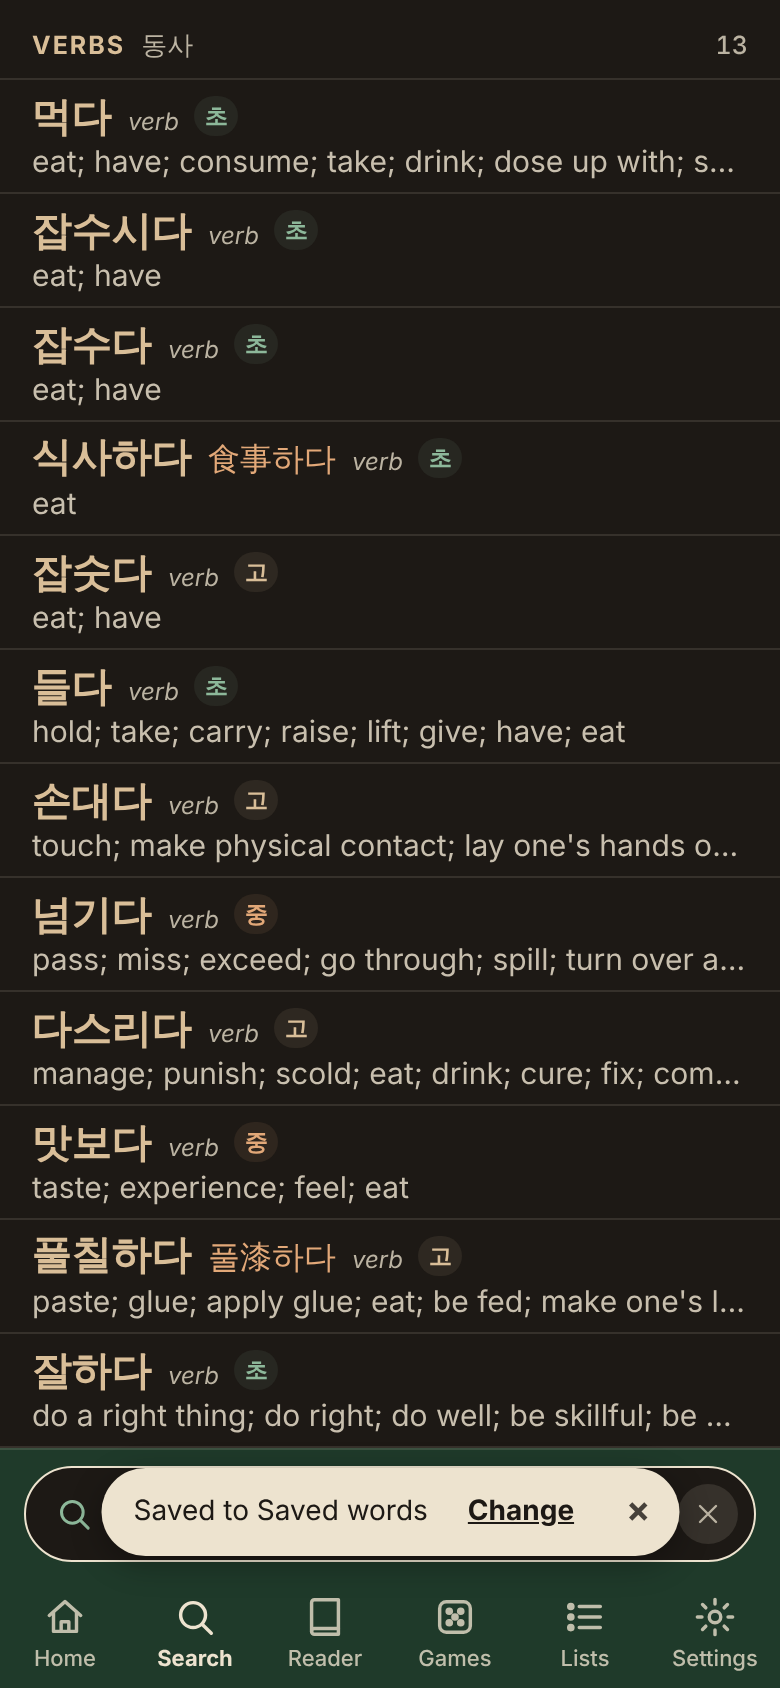 VERBS 동사 13
먹다 verb 초
eat; have; consume; take; drink; dose up with; s...
잡수시다 verb 초
eat; have
잡수다 verb 초
eat; have
식사하다 食事하다 verb 초
eat
잡숫다 verb 고
eat; have
들다 verb 초
hold; take; carry; raise; lift; give; have; eat
손대다 verb 고
touch; make physical contact; lay one's hands o...
넘기다 verb 중
pass; miss; exceed; go through; spill; turn over a...
다스리다 verb 고
manage; punish; scold; eat; drink; cure; fix; com...
맛보다 verb 중
taste; experience; feel; eat
풀칠하다 풀漆하다 verb 고
paste; glue; apply glue; eat; be fed; make one's l...
잘하다 verb 초
do a right thing; do right; do well; be skillful; be ...
Saved to Saved words Change
Home Search Reader Games Lists Settings